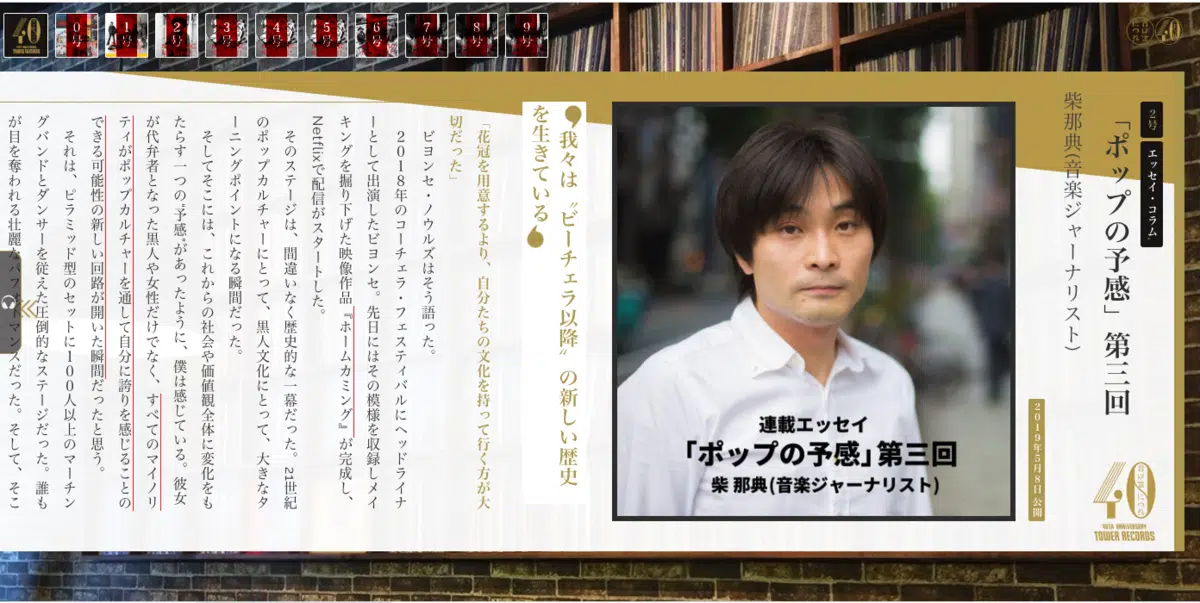 40
TOWER RECORDS
0号
1号
2号
3号
4号
5号
6号
7号
8号
9号
40
2号
エッセイ・コラム
「ポップの予感」 第三回
柴那典(音楽ジャーナリスト)
2019年5月8日 公開
40TH ANNIVERSARY
TOWER RECORDS
連載エッセイ
「ポップの予感」第三回
柴 那典(音楽ジャーナリスト)
我々は〝ビーチェラ以降〟の新しい歴史
を生きている
「花冠を用意するより、自分たちの文化を持って行く方が大
切だった」
ビヨンセ・ノウルズはそう語った。
2018年のコーチェラ・フェスティバルにヘッドライナ
ーとして出演したビヨンセ。先日にはその模様を収録しメイ
キングを掘り下げた映像作品『ホームカミング』が完成し、
Netflixで配信がスタートした。
そのステージは、間違いなく歴史的な一幕だった。21世紀
のポップカルチャーにとって、黒人文化にとって、大きなタ
ーニングポイントになる瞬間だった。
そしてそこには、これからの社会や価値観全体に変化をも
たらす一つの〝予感〟があったように、僕は感じている。彼女
が代弁者となった黒人や女性だけでなく、すべてのマイノリ
ティがポップカルチャーを通して自分に誇りを感じることの
できる可能性の新しい回路が開いた瞬間だったと思う。
それは、ピラミッド型のセットに100人以上のマーチン
グバンドとダンサーを従えた圧倒的なステージだった。誰も
が目を奪われる壮麗なパフォーマンスだった。そして、そこ